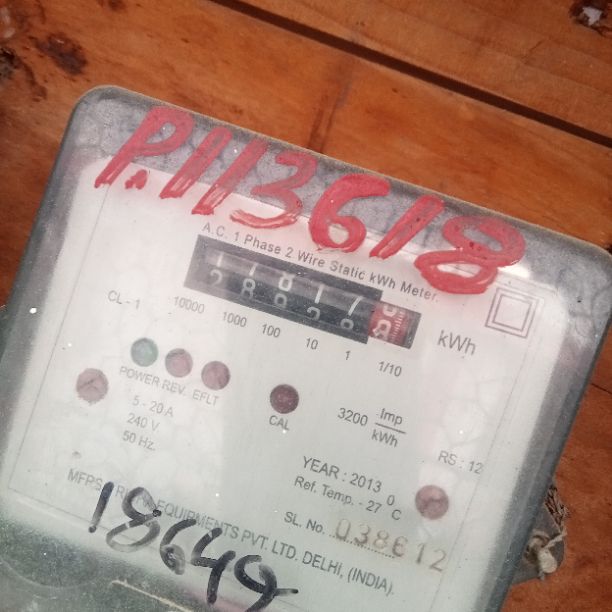 P.113618
A.C. 1 Phase 2 Wire Static kWh Meter.
CL - 1 10000 1000 100 10 1 1/10
kWh
POWER REV. EFLT
CAL
3200 Imp/kWh
5 - 20 A
240 V.
50 Hz.
RS : 12
YEAR : 2013
Ref. Temp. - 27 0 C
SL. No. 038612
EQUIPMENTS PVT. LTD. DELHI, (INDIA).
18649